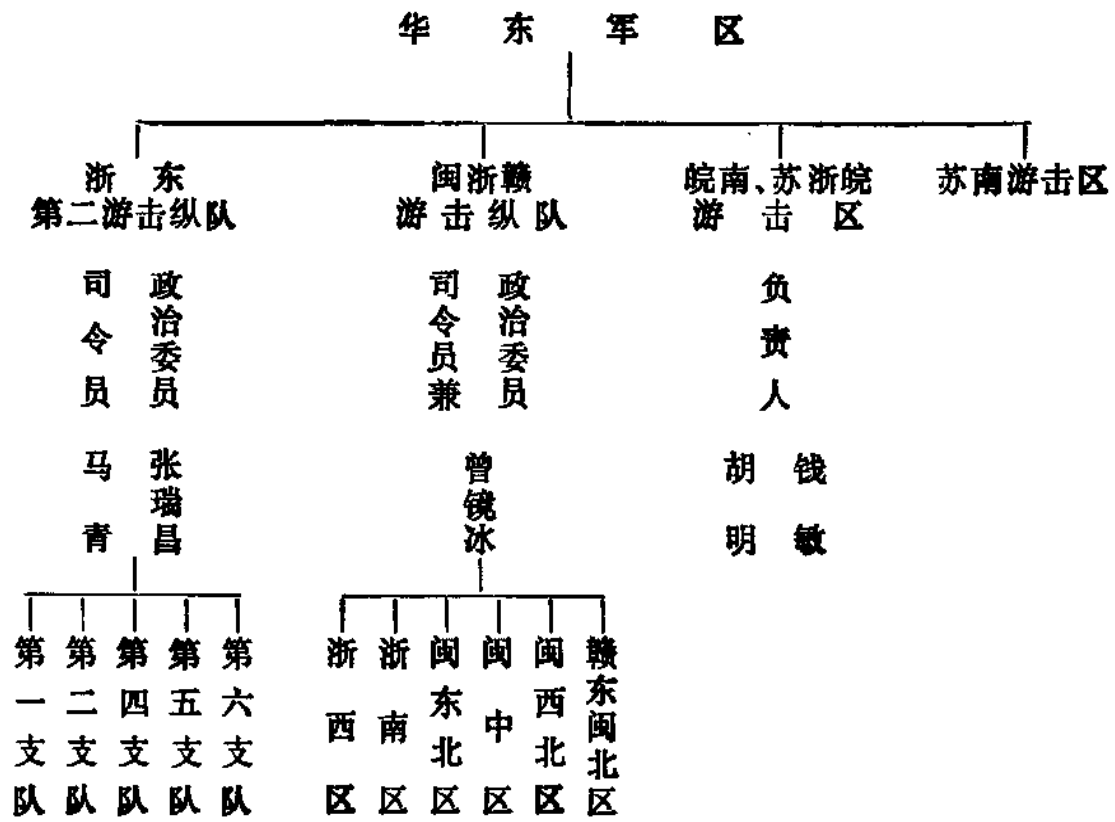 华东军区
浙东
第二游击纵队
司令员
政治委员
马青
张瑞昌
第一支队
第二支队
第四支队
第五支队
第六支队
闽浙赣
游击纵队
司令员兼
政治委员
曾镜冰
浙西区
浙南区
闽东北区
闽中区
闽西北区
赣东闽北区
皖南、苏浙皖
游击区
负责人
胡明
钱敏
苏南游击区